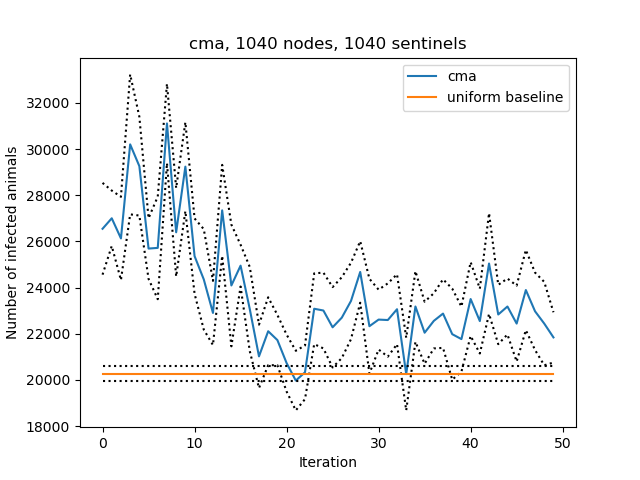 cma, 1040 nodes, 1040 sentinels
cma
uniform baseline
Number of infected animals
32000
30000
28000
26000
24000
22000
20000
18000
0 10 20 30 40 50
Iteration